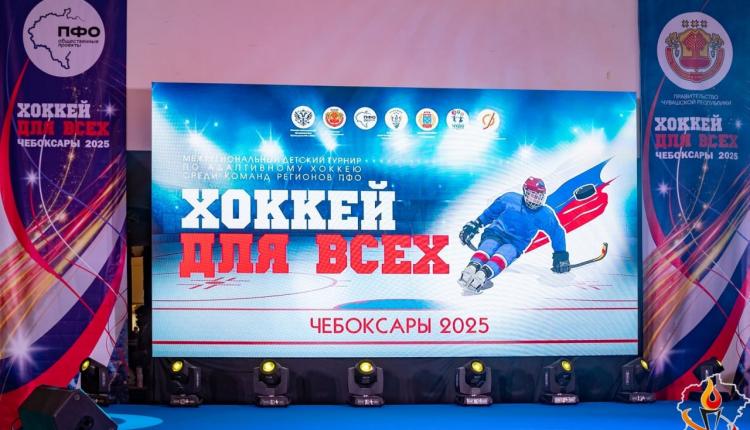 ПФО
общественные
проекты
ХОККЕЙ
ДЛЯ ВСЕХ
ЧЕБОКСАРЫ 2025
ПФО
МЕЖРЕГИОНАЛЬНЫЙ ДЕТСКИЙ ТУРНИР
ПО АДАПТИВНОМУ ХОККЕЮ
СРЕДИ КОМАНД РЕГИОНОВ ПФО
ХОККЕЙ
ДЛЯ ВСЕХ
ЧЕБОКСАРЫ 2025
ПРАВИТЕЛЬСТВО
ЧУВАШСКОЙ РЕСПУБЛИКИ
ХОККЕЙ
ДЛЯ ВСЕХ
ЧЕБОКСАРЫ 2025